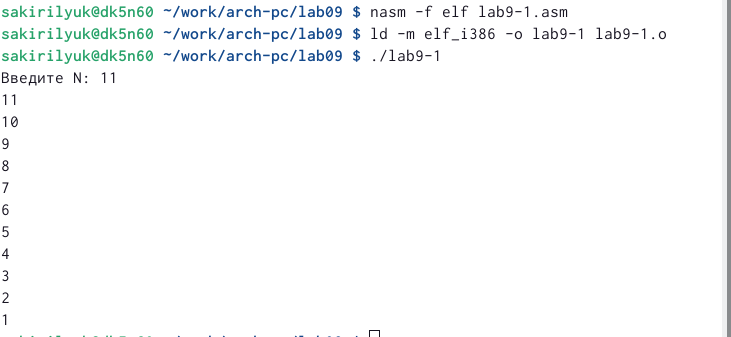 sakirilyuk@dk5n60 ~/work/arch-pc/lab09 $ nasm -f elf lab9-1.asm
sakirilyuk@dk5n60 ~/work/arch-pc/lab09 $ ld -m elf_i386 -o lab9-1 lab9-1.o
sakirilyuk@dk5n60 ~/work/arch-pc/lab09 $ ./lab9-1
Введите N: 11
11
10
9
8
7
6
5
4
3
2
1